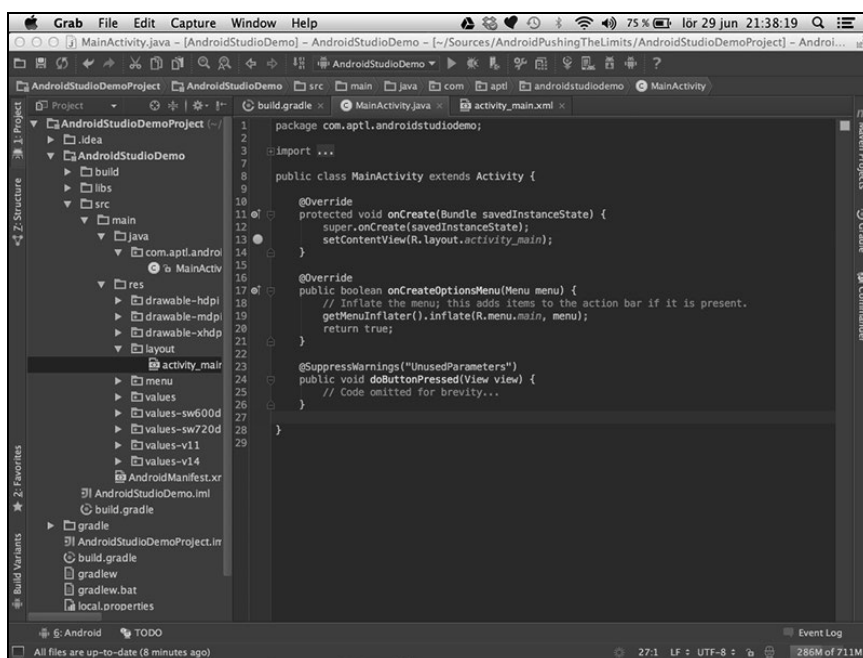 Grab File Edit Capture Window Help 75% lör 29 jun 21:38:19
MainActivity.java – [AndroidStudioDemo] – AndroidStudioDemo – [~/Sources/AndroidPushingTheLimits/AndroidStudioDemoProject] – Androi...
AndroidStudioDemo
AndroidStudioDemoProject AndroidStudioDemo src main java com aptl androidstudiodemo MainActivity
Project
build.gradle MainActivity.java activity_main.xml
1: Project
Z: Structure
2: Favorites
Build Variants
AndroidStudioDemoProject (~/
.idea
AndroidStudioDemo
build
libs
src
main
java
com.aptl.androi
MainActiv
res
drawable-hdpi
drawable-mdpi
drawable-xhdp
layout
activity_mair
menu
values
values-sw600d
values-sw720d
values-v11
values-v14
AndroidManifest.xr
AndroidStudioDemo.iml
build.gradle
gradle
AndroidStudioDemoProject.im
build.gradle
gradlew
gradlew.bat
local.properties
1 package com.aptl.androidstudiodemo;
2
3 import ...
7
8 public class MainActivity extends Activity {
9
10 @Override
11 protected void onCreate(Bundle savedInstanceState) {
12 super.onCreate(savedInstanceState);
13 setContentView(R.layout.activity_main);
14 }
15
16 @Override
17 public boolean onCreateOptionsMenu(Menu menu) {
18 // Inflate the menu; this adds items to the action bar if it is present.
19 getMenuInflater().inflate(R.menu.main, menu);
20 return true;
21 }
22
23 @SuppressWarnings("UnusedParameters")
24 public void doButtonPressed(View view) {
25 // Code omitted for brevity...
26 }
27
28 }
29
Maven Projects
Gradle
Commander
6: Android TODO Event Log
All files are up-to-date (8 minutes ago) 27:1 LF UTF-8 286M of 711M